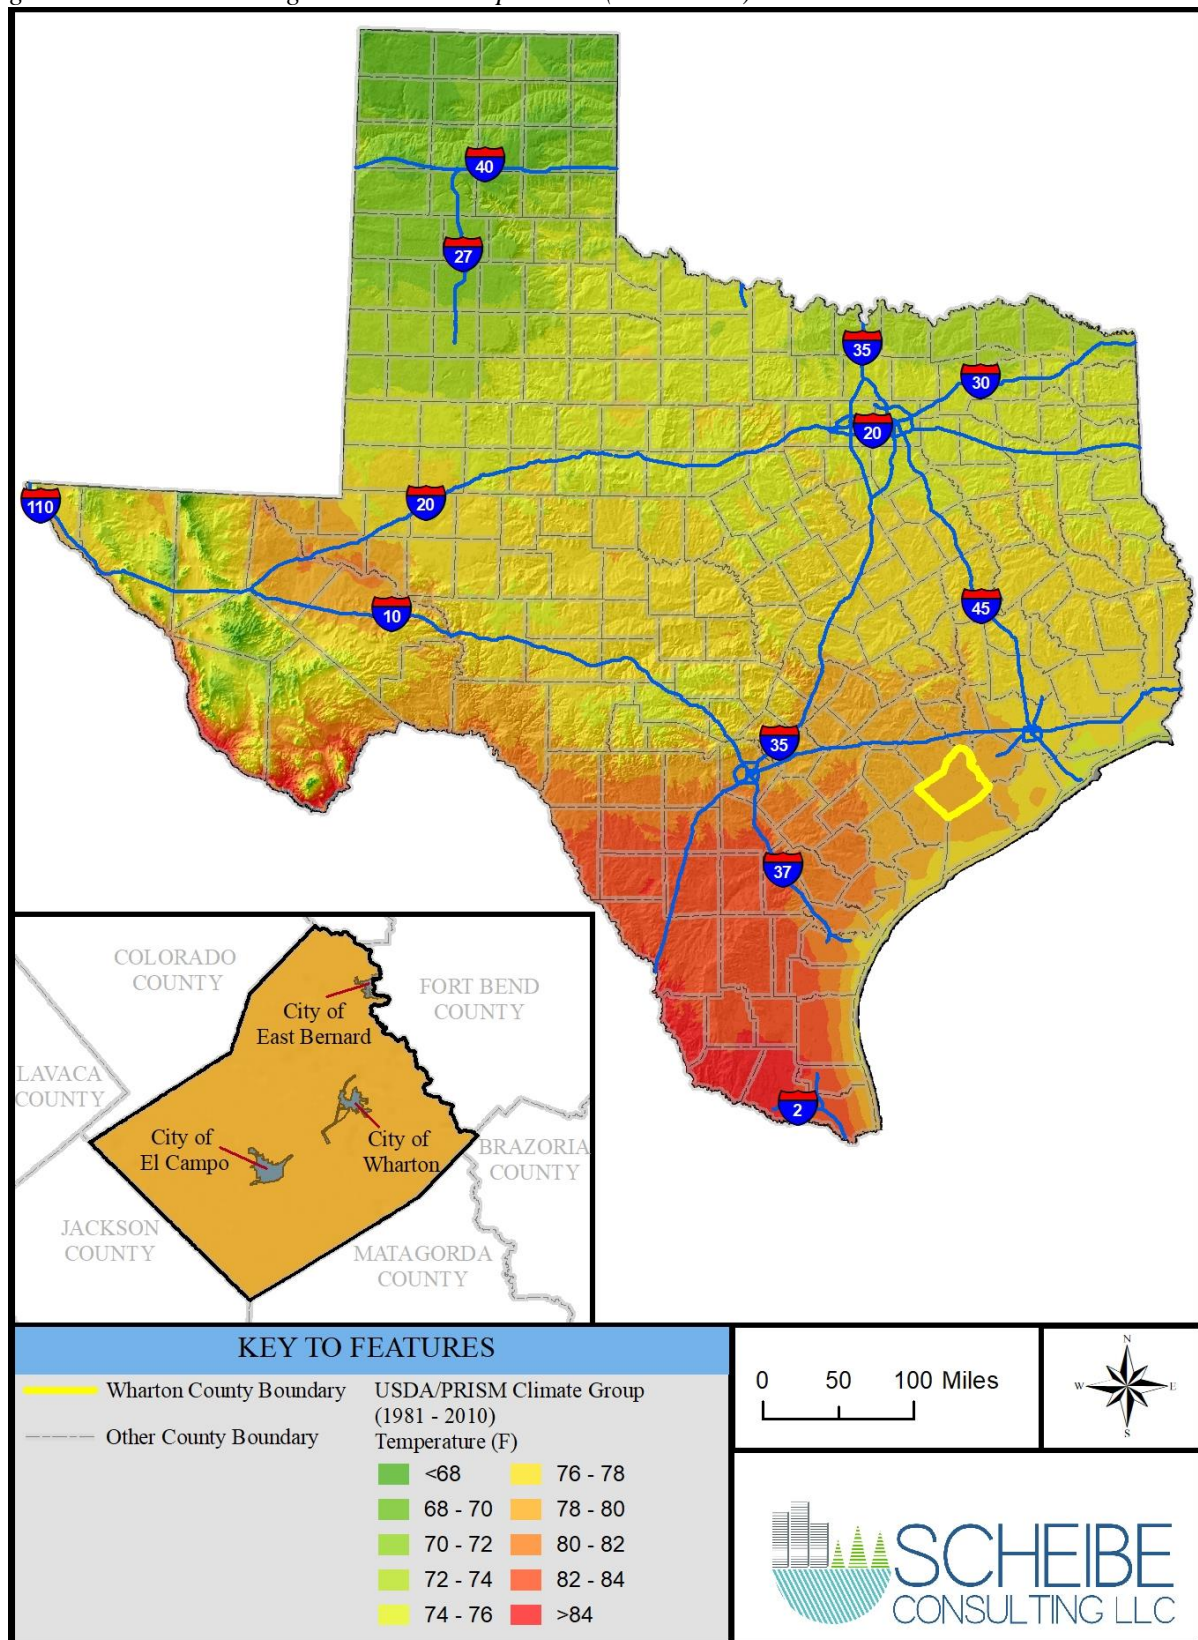 40
27
35
30
20
20
110
10
45
35
37
2
COLORADO
COUNTY
FORT BEND
COUNTY
City of
East Bernard
LAVACA
COUNTY
City of
El Campo
City of
Wharton
BRAZORIA
COUNTY
JACKSON
COUNTY
MATAGORDA
COUNTY
KEY TO FEATURES
Wharton County Boundary
Other County Boundary
USDA/PRISM Climate Group
(1981 - 2010)
Temperature (F)
<68
68 - 70
70 - 72
72 - 74
74 - 76
76 - 78
78 - 80
80 - 82
82 - 84
>84
0 50 100 Miles
N
W E
S
SCHEIBE
CONSULTING LLC